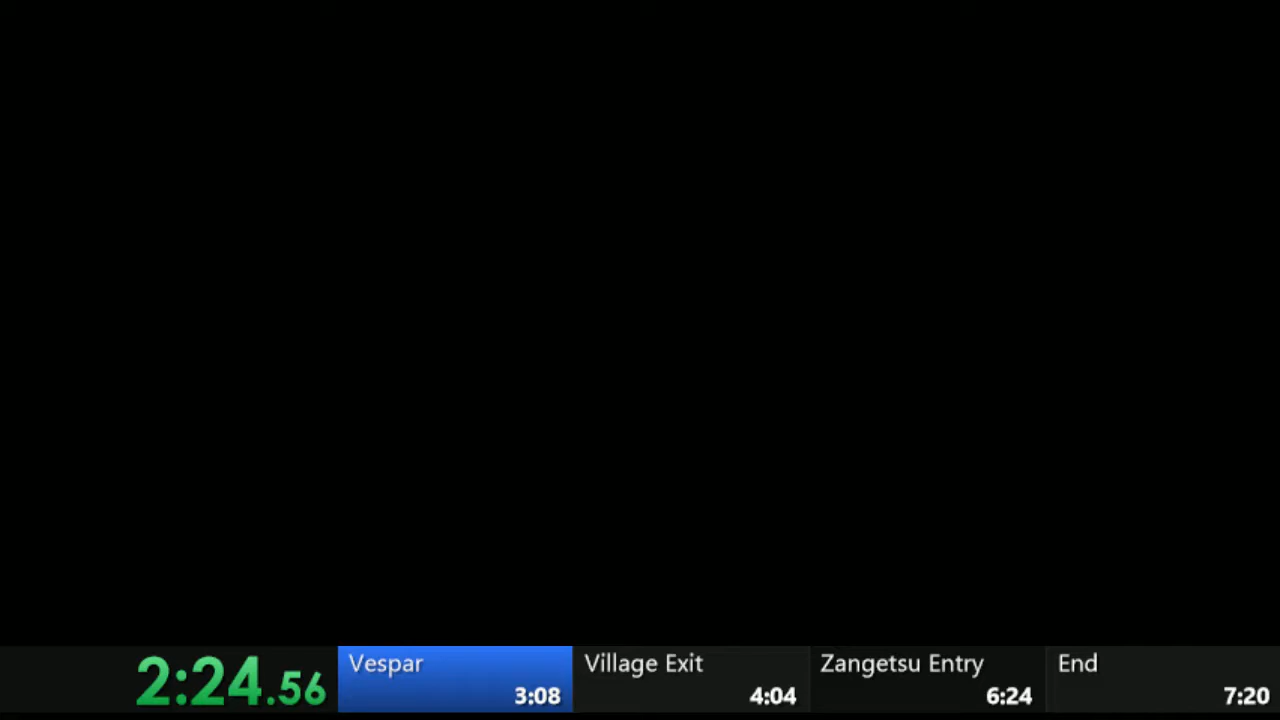 2:24.56
Vespar
3:08
Village Exit
4:04
Zangetsu Entry
6:24
End
7:20